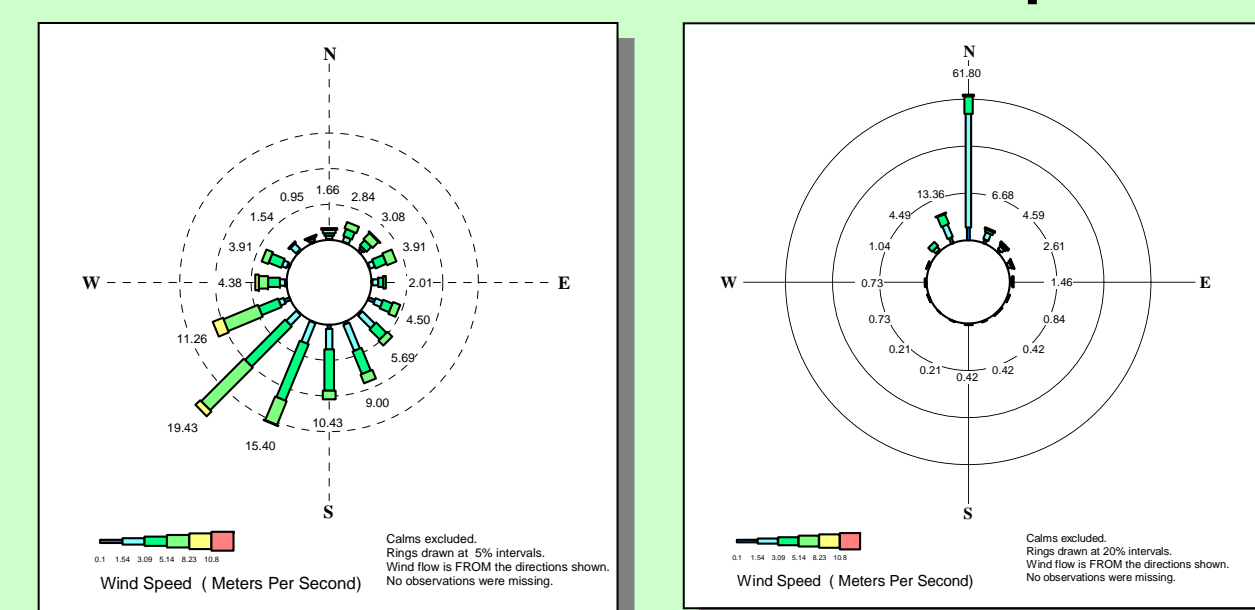 N
1.66
0.95
2.84
1.54
3.08
3.91
3.91
W
4.38
2.01
E
4.50
11.26
5.69
9.00
19.43
10.43
15.40
S
0.1 1.54 3.09 5.14 8.23 10.8
Wind Speed ( Meters Per Second)
Calms excluded.
Rings drawn at 5% intervals.
Wind flow is FROM the directions shown.
No observations were missing.
N
61.80
13.36
6.68
4.49
4.59
1.04
2.61
W
0.73
1.46
E
0.73
0.84
0.21
0.42
0.21
0.42
0.42
S
0.1 1.54 3.09 5.14 8.23 10.8
Wind Speed ( Meters Per Second)
Calms excluded.
Rings drawn at 20% intervals.
Wind flow is FROM the directions shown.
No observations were missing.